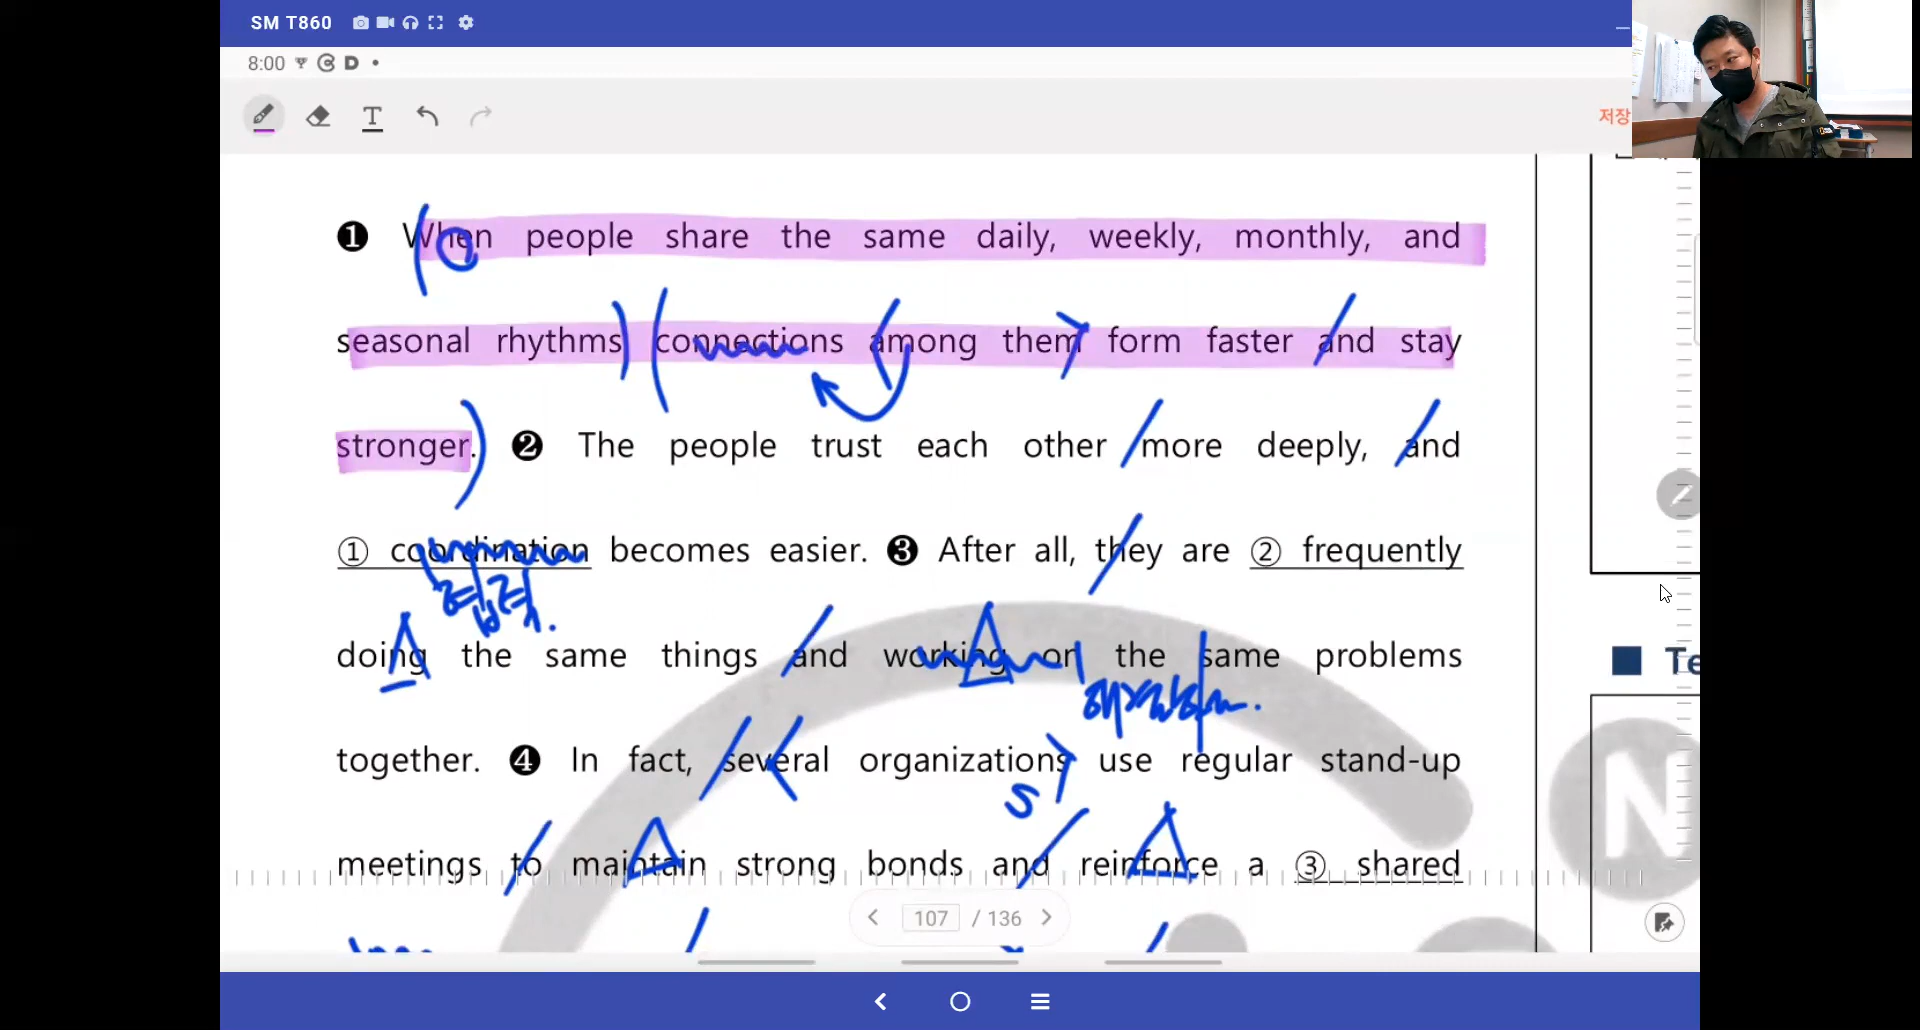 SM T860
8:00
저장
❶ When people share the same daily, weekly, monthly, and
seasonal rhythms connections among them form faster and stay
stronger. ❷ The people trust each other more deeply, and
① coordination becomes easier. ❸ After all, they are ② frequently
협력.
doing the same things and working on the same problems
together. ❹ In fact, several organizations use regular stand-up
S
meetings to maintain strong bonds and reinforce a ③ shared
107 / 136
Te
N